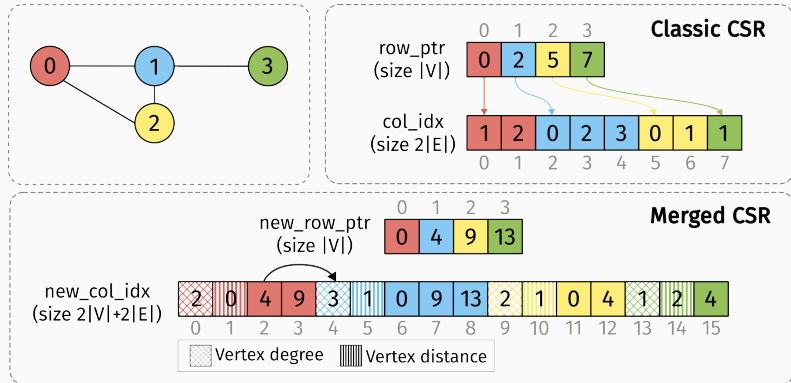 0 1 3
2
Classic CSR
0 1 2 3
row_ptr
(size |V|)
0 2 5 7
col_idx
(size 2|E|)
1 2 0 2 3 0 1 1
0 1 2 3 4 5 6 7
Merged CSR
0 1 2 3
new_row_ptr
(size |V|)
0 4 9 13
new_col_idx
(size 2|V|+2|E|)
2 0 4 9 3 1 0 9 13 2 1 0 4 1 2 4
0 1 2 3 4 5 6 7 8 9 10 11 12 13 14 15
Vertex degree Vertex distance